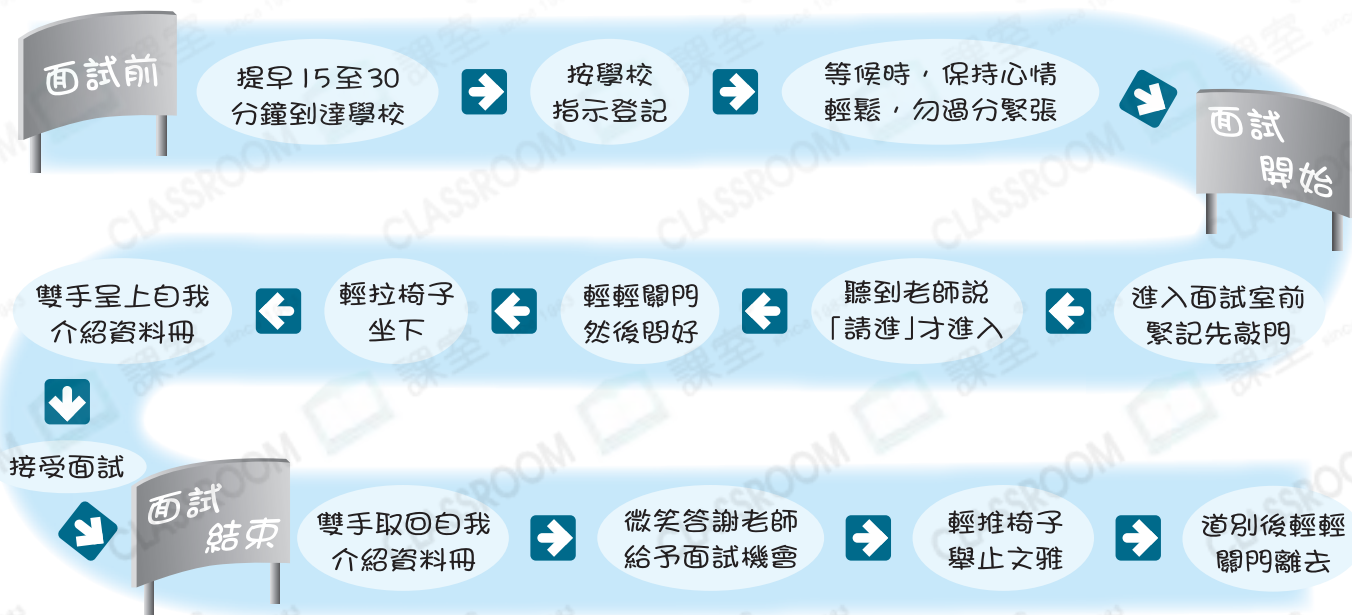 面試前
提早15至30
分鐘到達學校
按學校
指示登記
等候時，保持心情
輕鬆，勿過分緊張
面試
開始
進入面試室前
緊記先敲門
聽到老師説
「請進」才進入
輕輕關門
然後問好
輕拉椅子
坐下
雙手呈上自我
介紹資料冊
接受面試
面試
結束
雙手取回自我
介紹資料冊
微笑答謝老師
給予面試機會
輕推椅子
舉止文雅
道別後輕輕
關門離去
CLASSROOM
課室
since